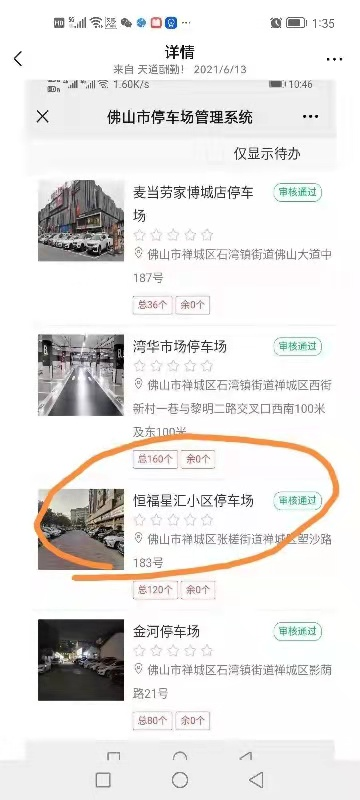 1:35
详情
来自 天道酬勤! 2021/6/13
1.60K/s
10:46
佛山市停车场管理系统
仅显示待办
麦当劳家博城店停车
场
审核通过
佛山市禅城区石湾镇街道佛山大道中
187号
总36个 余0个
湾华市场停车场
审核通过
佛山市禅城区石湾镇街道禅城区西街
新村一巷与黎明二路交叉口西南100米
及东100米
总160个 余0个
恒福星汇小区停车场
审核通过
佛山市禅城区张槎街道禅城区塱沙路
183号
总120个 余0个
金河停车场
审核通过
佛山市禅城区石湾镇街道禅城区影荫
路21号
总80个 余0个